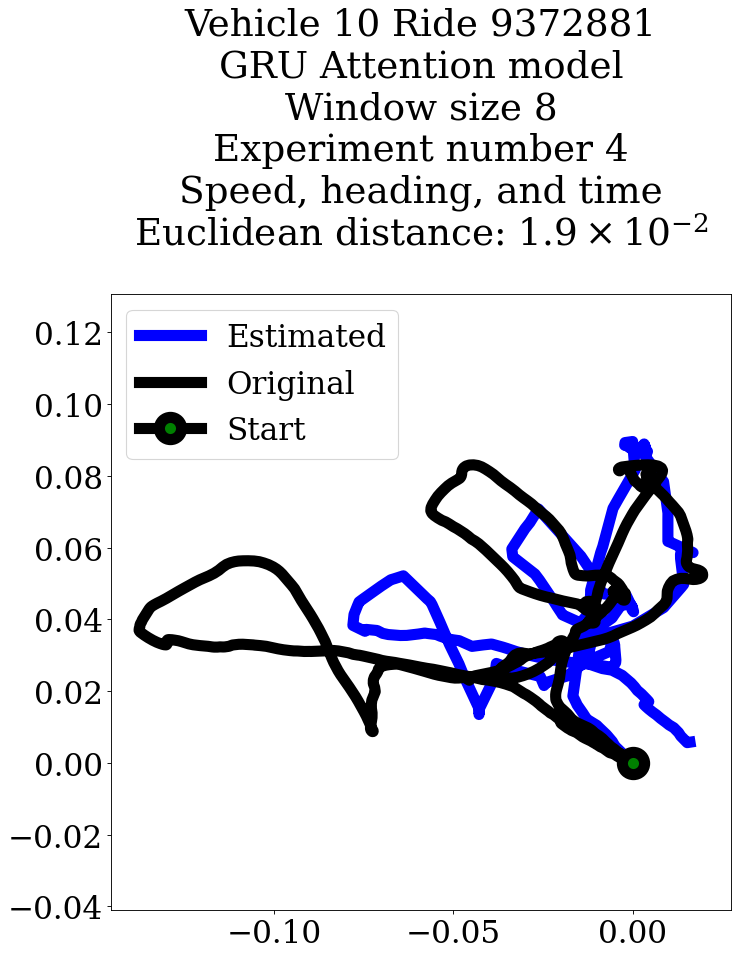 Vehicle 10 Ride 9372881
GRU Attention model
Window size 8
Experiment number 4
Speed, heading, and time
Euclidean distance: 1.9 × 10⁻²
Estimated
Original
Start
0.12
0.10
0.08
0.06
0.04
0.02
0.00
−0.02
−0.04
−0.10 −0.05 0.00